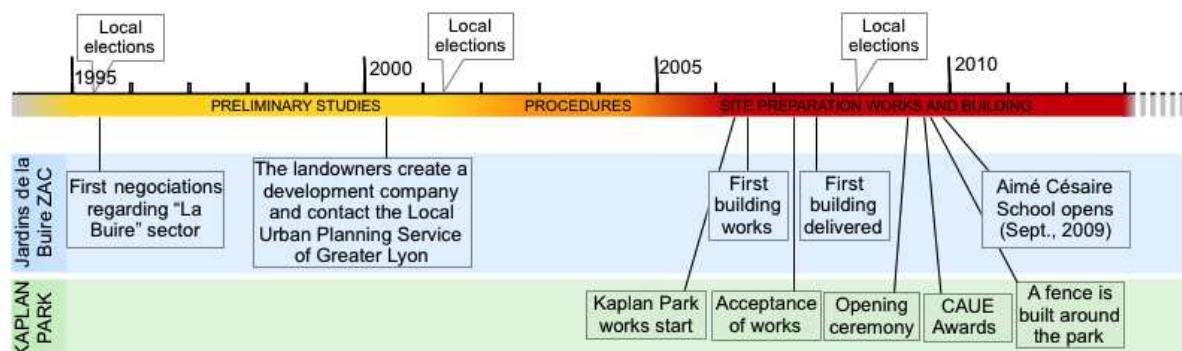 Local
elections
Local
elections
Local
elections
1995
2000
2005
2010
PRELIMINARY STUDIES
PROCEDURES
SITE PREPARATION WORKS AND BUILDING
Jardins de la
Buire ZAC
First negociations
regarding “La
Buire” sector
The landowners create a
development company
and contact the Local
Urban Planning Service
of Greater Lyon
First
building
works
First
building
delivered
Aimé Césaire
School opens
(Sept., 2009)
KAPLAN
PARK
Kaplan Park
works start
Acceptance
of works
Opening
ceremony
CAUE
Awards
A fence is
built around
the park